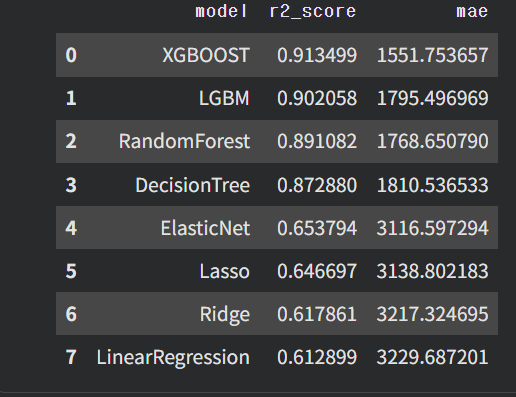 model r2_score mae
0 XGBOOST 0.913499 1551.753657
1 LGBM 0.902058 1795.496969
2 RandomForest 0.891082 1768.650790
3 DecisionTree 0.872880 1810.536533
4 ElasticNet 0.653794 3116.597294
5 Lasso 0.646697 3138.802183
6 Ridge 0.617861 3217.324695
7 LinearRegression 0.612899 3229.687201